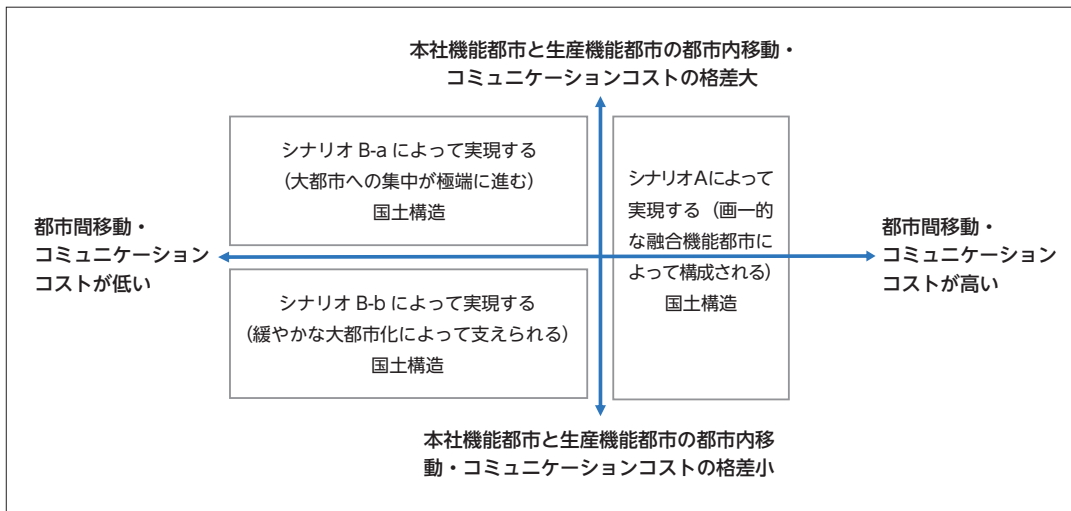 本社機能都市と生産機能都市の都市内移動・
コミュニケーションコストの格差大
シナリオ B-a によって実現する
（大都市への集中が極端に進む）
国土構造
シナリオAによって
実現する（画一的
な融合機能都市に
よって構成される）
国土構造
都市間移動・
コミュニケーション
コストが低い
都市間移動・
コミュニケーション
コストが高い
シナリオ B-b によって実現する
（緩やかな大都市化によって支えられる）
国土構造
本社機能都市と生産機能都市の都市内移
動・コミュニケーションコストの格差小